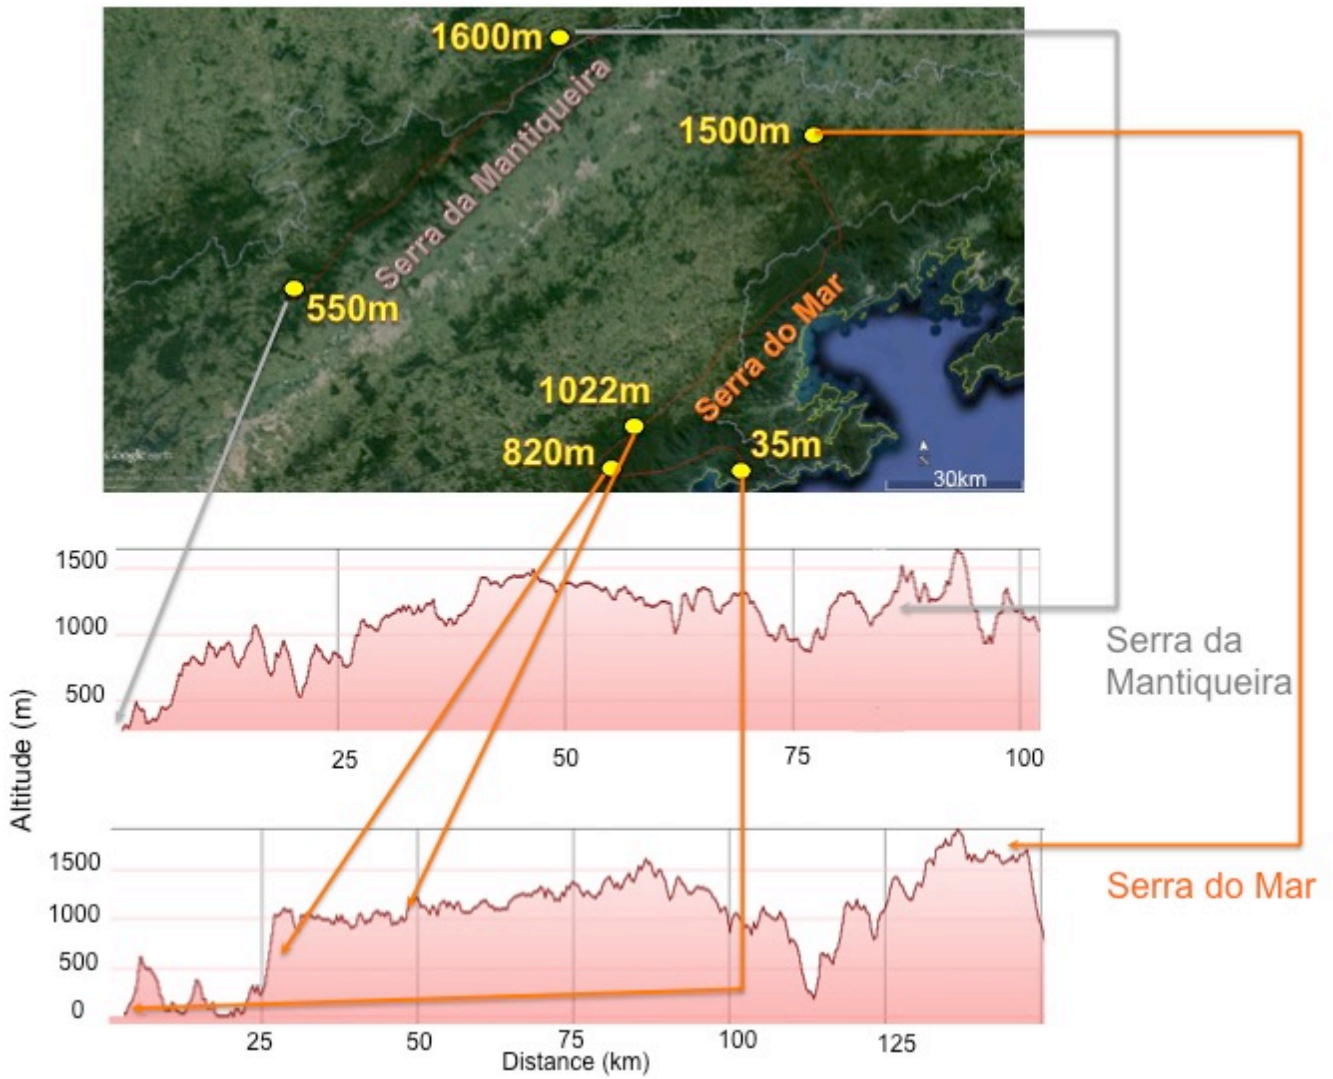 1600m
Serra da Mantiqueira
1500m
550m
Serra do Mar
1022m
820m
35m
Google earth
N
30km
1500
1000
500
25
50
75
100
Serra da
Mantiqueira
Altitude (m)
1500
1000
500
0
25
50
75
100
125
Distance (km)
Serra do Mar